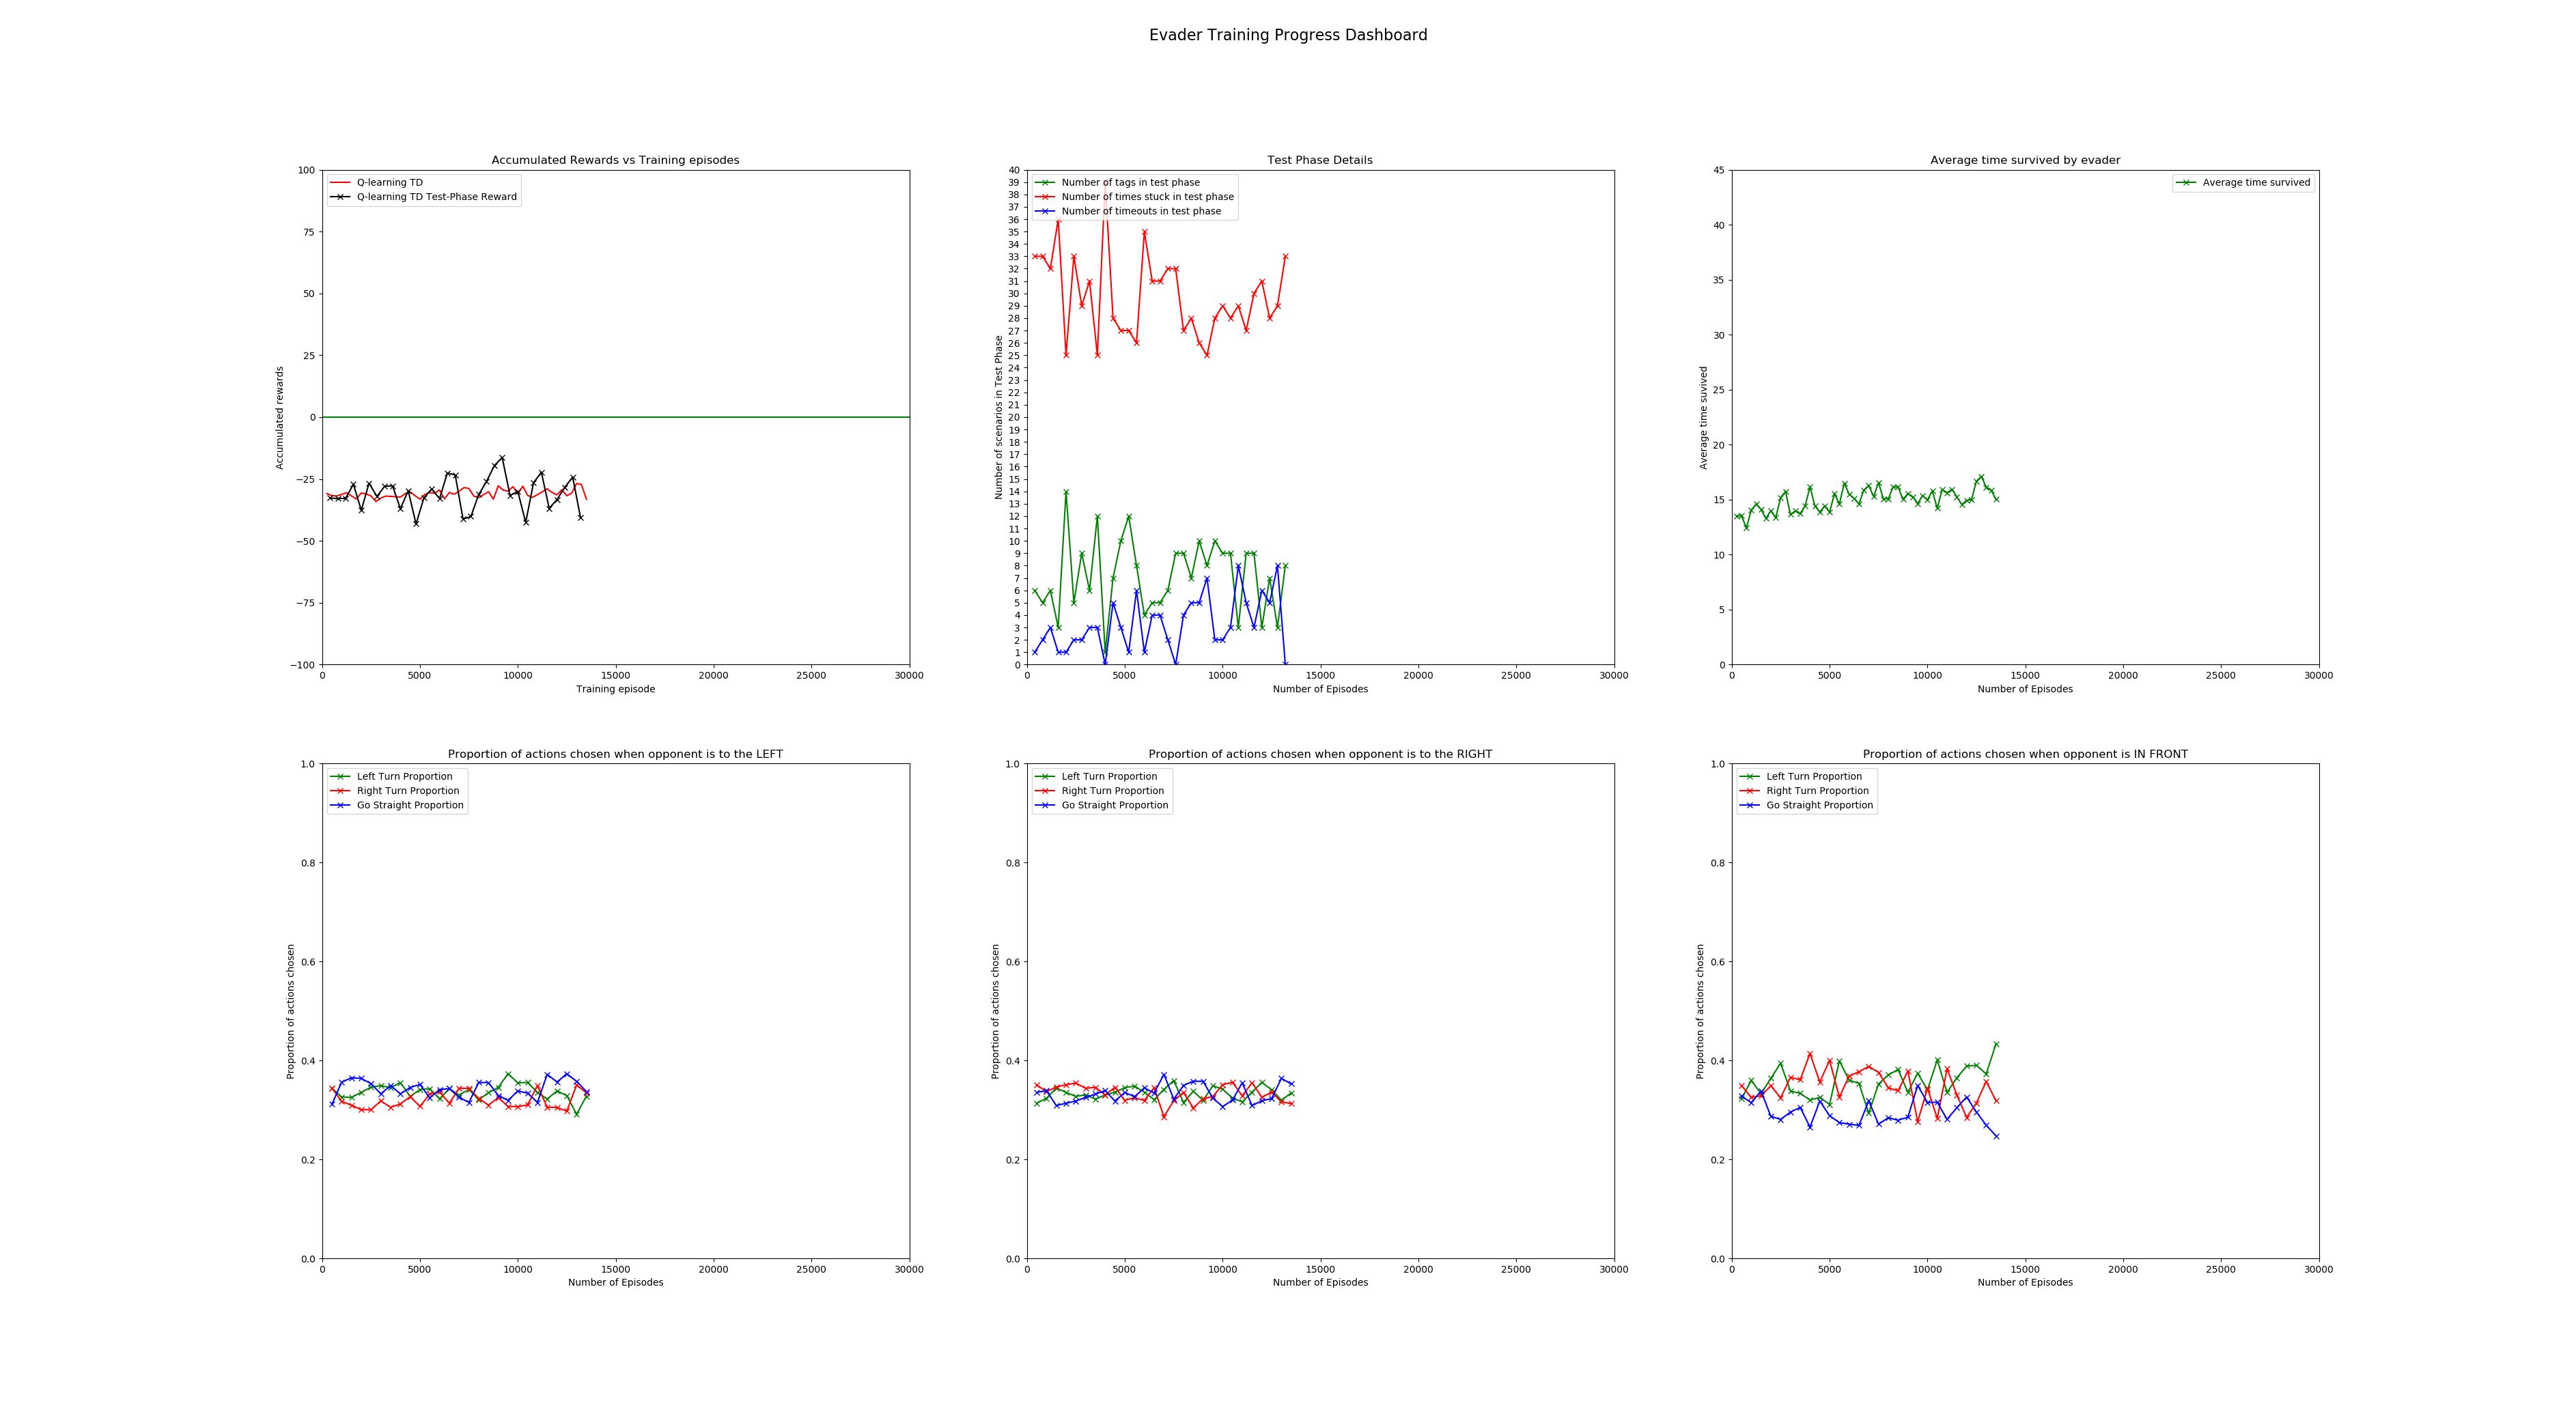 Evader Training Progress Dashboard
Accumulated Rewards vs Training episodes
Q-learning TD
Q-learning TD Test-Phase Reward
100
75
50
25
0
−25
−50
−75
−100
Accumulated rewards
0 5000 10000 15000 20000 25000 30000
Training episode
Test Phase Details
Number of tags in test phase
Number of times stuck in test phase
Number of timeouts in test phase
40
39
38
37
36
35
34
33
32
31
30
29
28
27
26
25
24
23
22
21
20
19
18
17
16
15
14
13
12
11
10
9
8
7
6
5
4
3
2
1
0
Number of scenarios in Test Phase
0 5000 10000 15000 20000 25000 30000
Number of Episodes
Average time survived by evader
Average time survived
45
40
35
30
25
20
15
10
5
0
Average time suvived
0 5000 10000 15000 20000 25000 30000
Number of Episodes
Proportion of actions chosen when opponent is to the LEFT
Left Turn Proportion
Right Turn Proportion
Go Straight Proportion
1.0
0.8
0.6
0.4
0.2
0.0
Proportion of actions chosen
0 5000 10000 15000 20000 25000 30000
Number of Episodes
Proportion of actions chosen when opponent is to the RIGHT
Left Turn Proportion
Right Turn Proportion
Go Straight Proportion
1.0
0.8
0.6
0.4
0.2
0.0
Proportion of actions chosen
0 5000 10000 15000 20000 25000 30000
Number of Episodes
Proportion of actions chosen when opponent is IN FRONT
Left Turn Proportion
Right Turn Proportion
Go Straight Proportion
1.0
0.8
0.6
0.4
0.2
0.0
Proportion of actions chosen
0 5000 10000 15000 20000 25000 30000
Number of Episodes